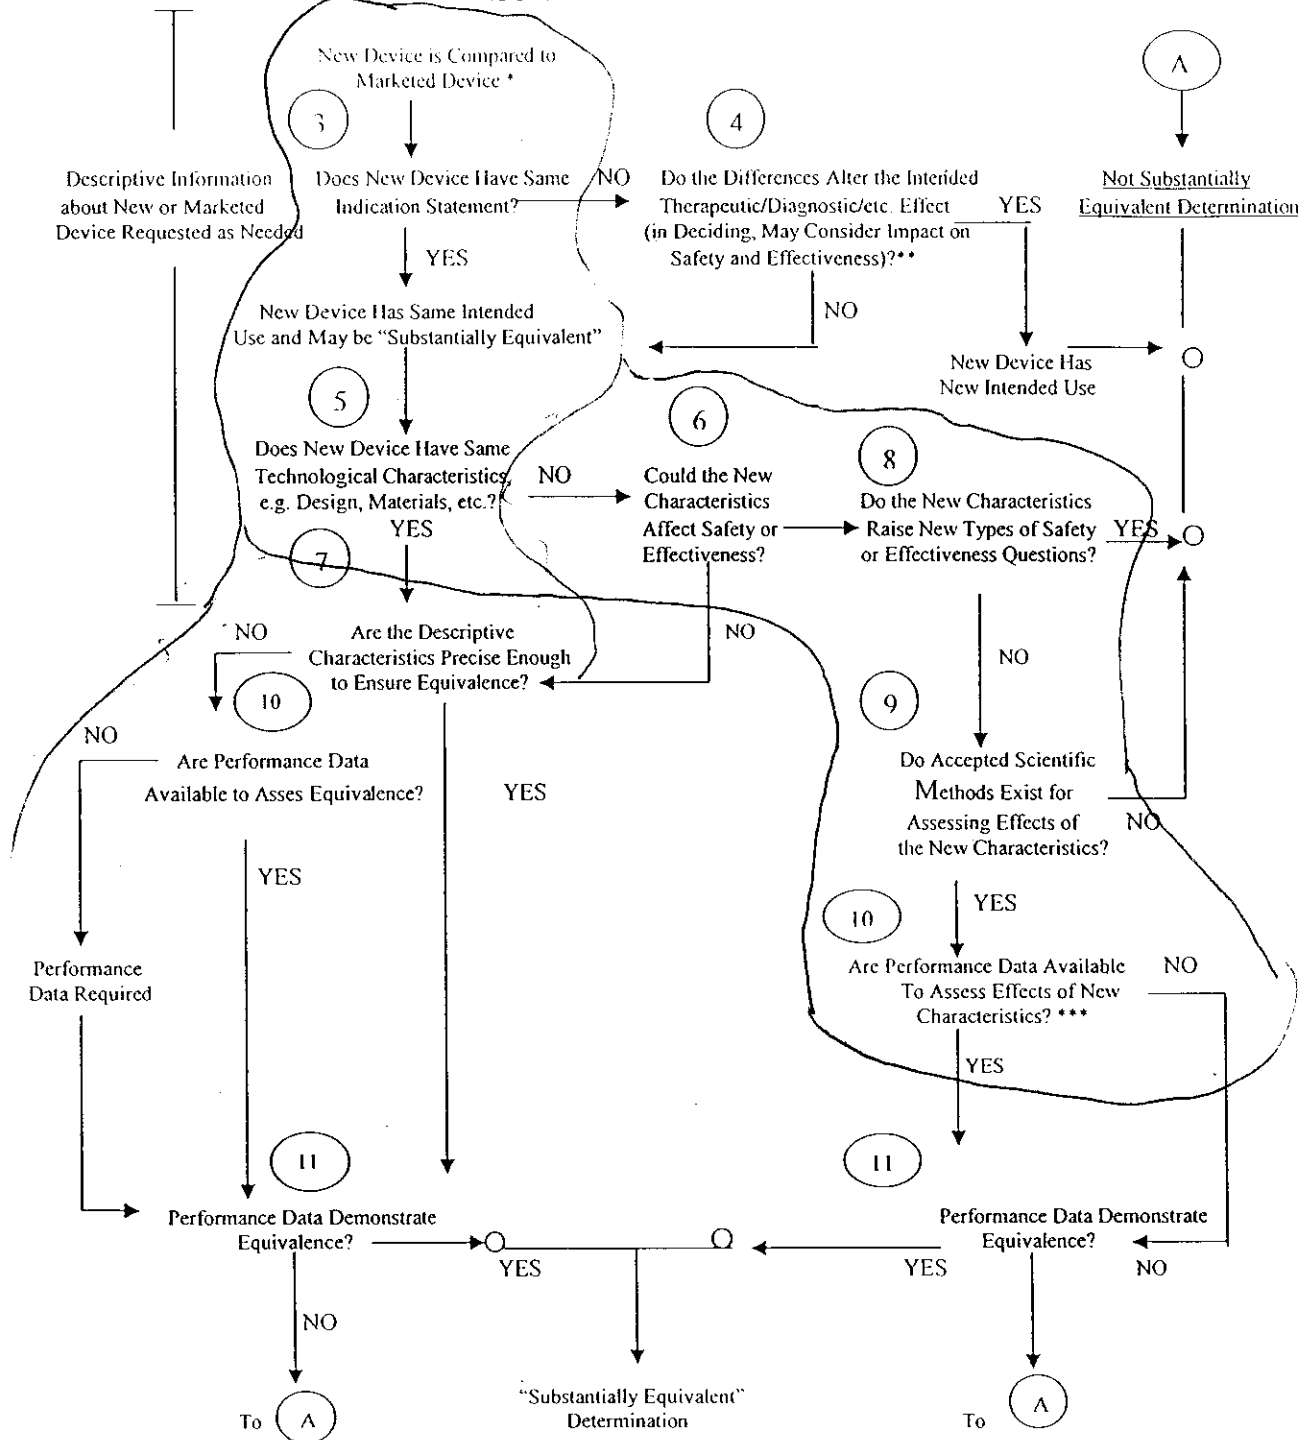 New Device is Compared to
Marketed Device *
A
3
4
Descriptive Information
about New or Marketed
Device Requested as Needed
Does New Device Have Same
Indication Statement?
NO
Do the Differences Alter the Intended
Therapeutic/Diagnostic/etc. Effect
(in Deciding, May Consider Impact on
Safety and Effectiveness)?**
YES
Not Substantially
Equivalent Determination
YES
NO
New Device Has Same Intended
Use and May be "Substantially Equivalent"
New Device Has
New Intended Use
5
6
8
Does New Device Have Same
Technological Characteristics,
e.g. Design, Materials, etc.?
NO
Could the New
Characteristics
Affect Safety or
Effectiveness?
Do the New Characteristics
Raise New Types of Safety
or Effectiveness Questions?
YES
YES
7
NO
Are the Descriptive
Characteristics Precise Enough
to Ensure Equivalence?
NO
NO
10
9
NO
Are Performance Data
Available to Asses Equivalence?
YES
Do Accepted Scientific
Methods Exist for
Assessing Effects of
the New Characteristics?
NO
YES
YES
10
Performance
Data Required
Are Performance Data Available
To Assess Effects of New
Characteristics? ***
NO
YES
11
11
Performance Data Demonstrate
Equivalence?
YES
Performance Data Demonstrate
Equivalence?
YES
NO
NO
"Substantially Equivalent"
Determination
To A
To A